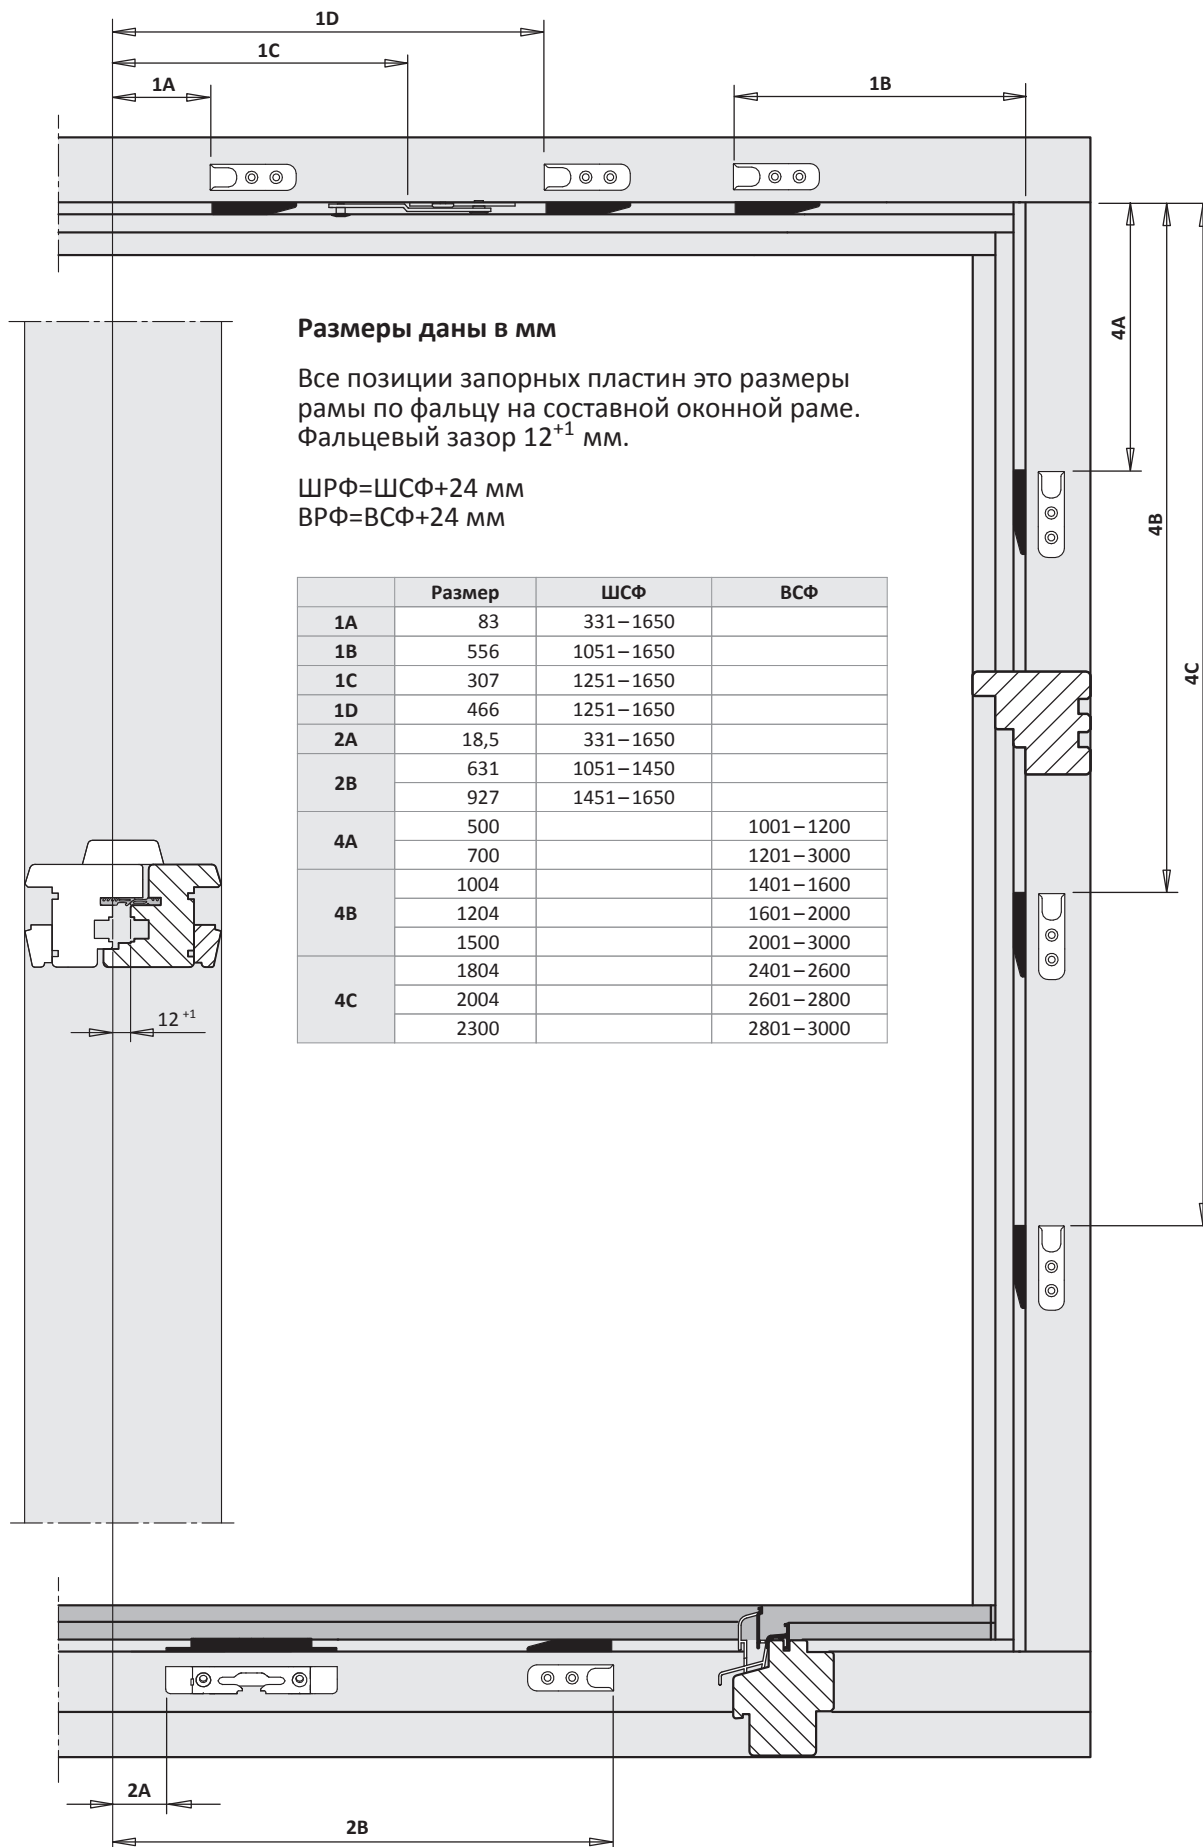 1D
1C
1A
1B
4A
4B
4C
Размеры даны в мм
Все позиции запорных пластин это размеры
рамы по фальцу на составной оконной раме.
Фальцевый зазор 12⁺¹ мм.
ШРФ=ШСФ+24 мм
ВРФ=ВСФ+24 мм
Размер ШСФ ВСФ
1A 83 331–1650
1B 556 1051–1650
1C 307 1251–1650
1D 466 1251–1650
2A 18,5 331–1650
2B 631 1051–1450
927 1451–1650
4A 500 1001–1200
700 1201–3000
4B 1004 1401–1600
1204 1601–2000
1500 2001–3000
4C 1804 2401–2600
2004 2601–2800
2300 2801–3000
12 ⁺¹
2A
2B